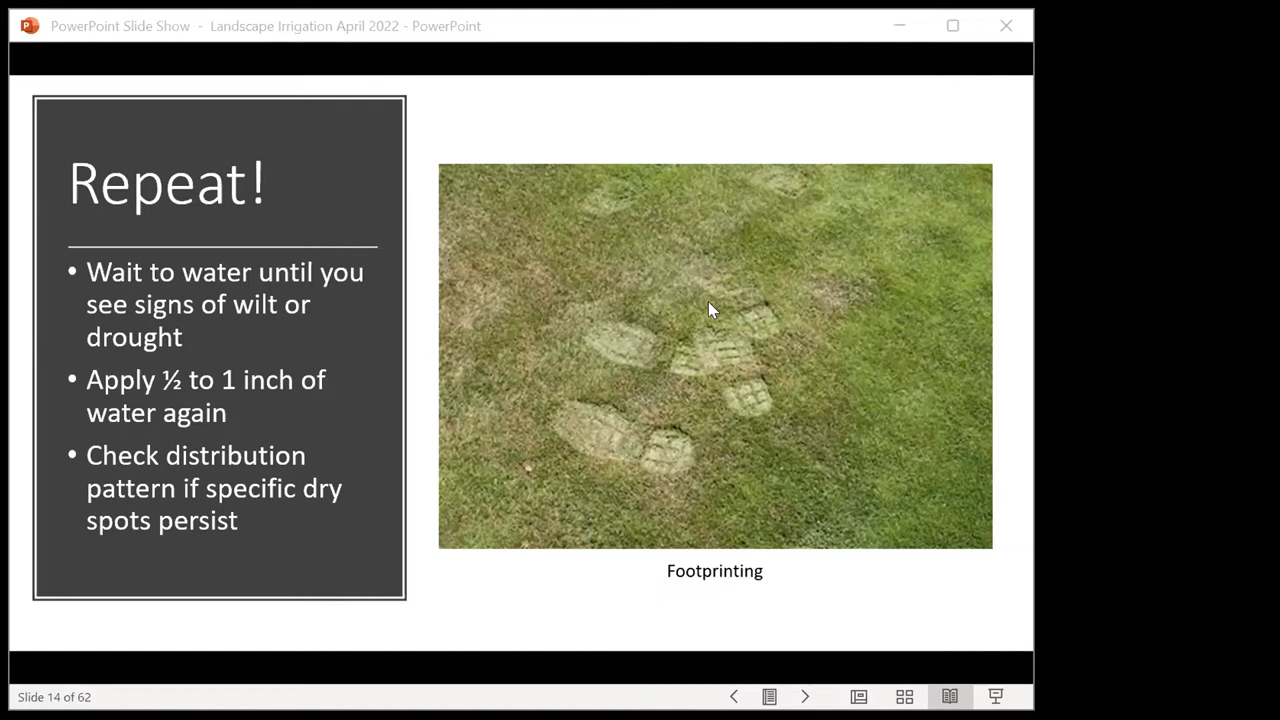 PowerPoint Slide Show - Landscape Irrigation April 2022 - PowerPoint
Repeat!
• Wait to water until you
see signs of wilt or
drought
• Apply ½ to 1 inch of
water again
• Check distribution
pattern if specific dry
spots persist
Footprinting
Slide 14 of 62